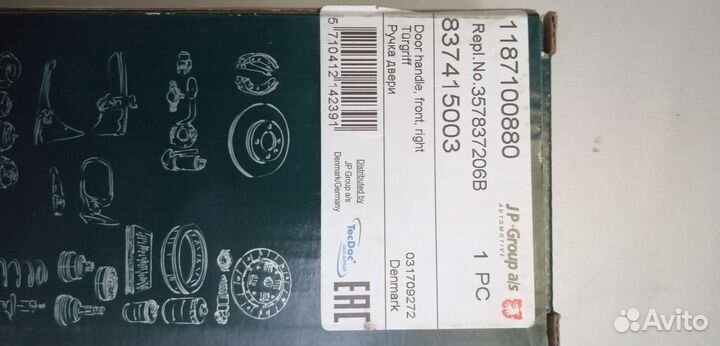 1187100880
JP·Group a/s
AUTOMOTIVE
Repl.No.357837206B
1 PC
837415003
Door handle, front, right
Türgriff
Ручка двери
031709272
Denmark
5 710412 142391
Distributed by
JP Group a/s
Denmark/Germany
TecDoc
EAC
Avito